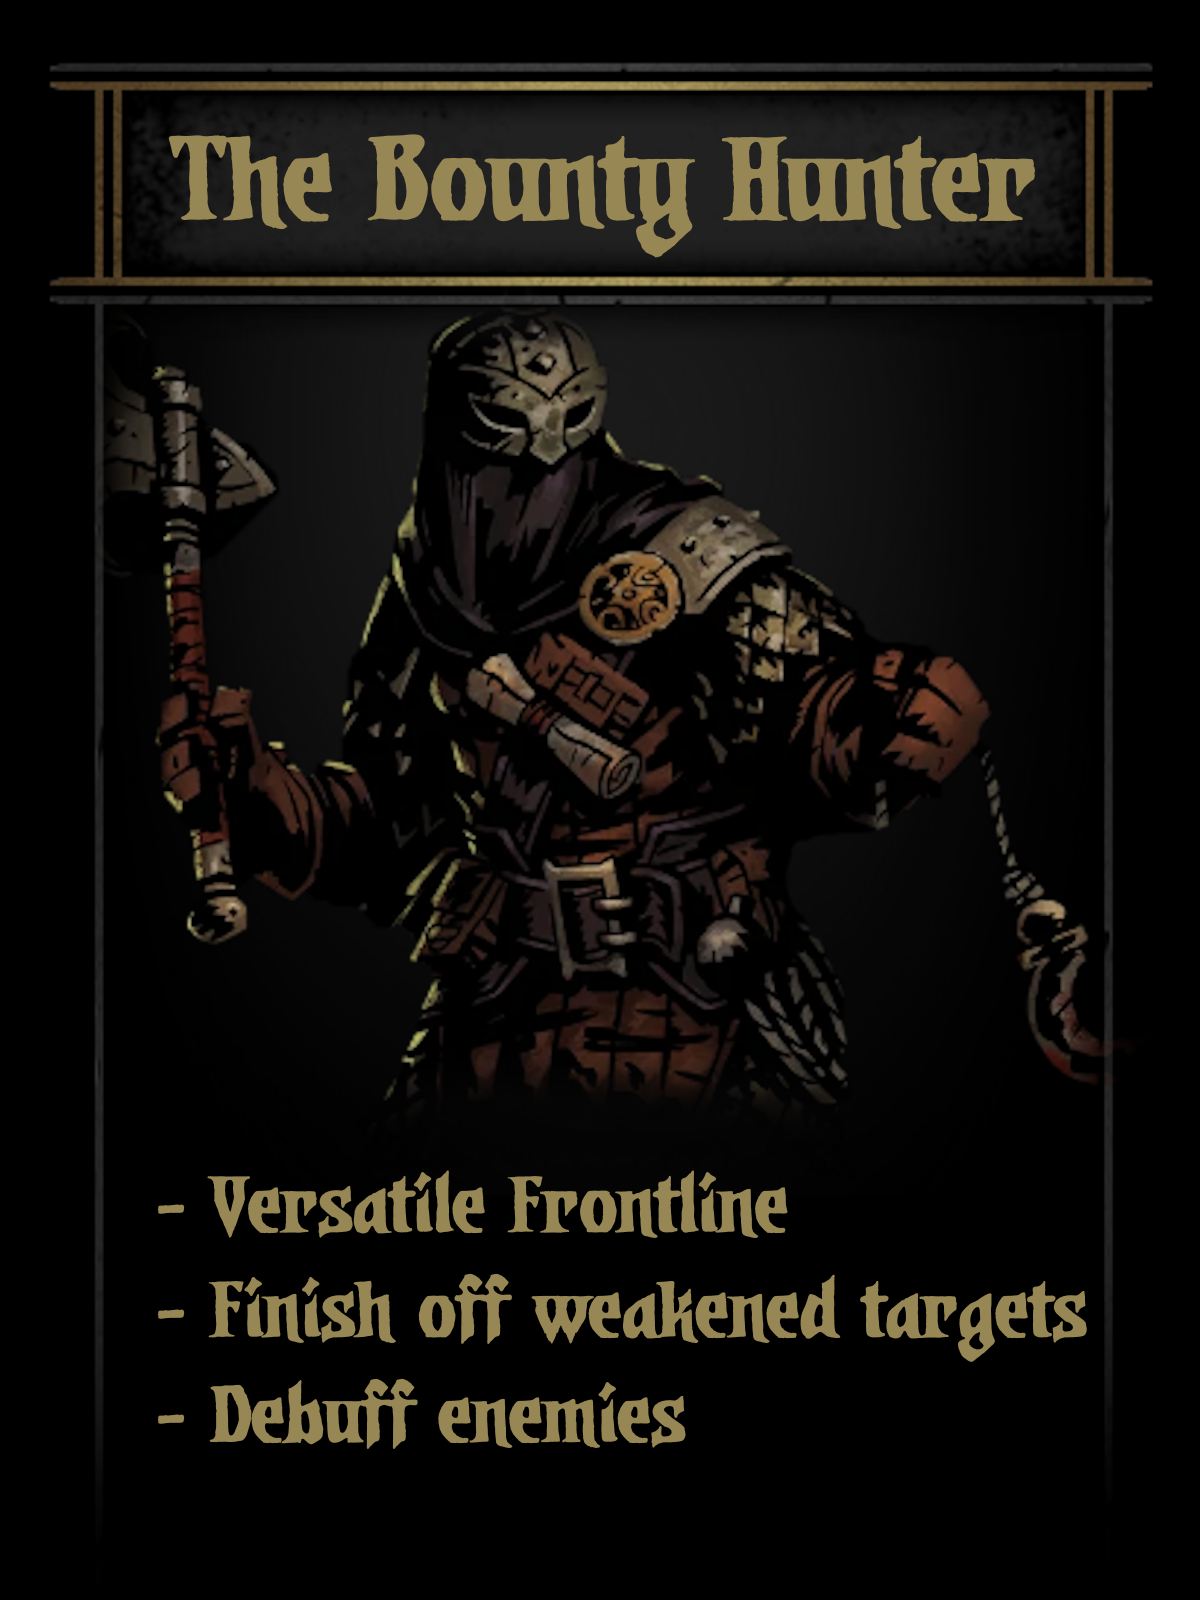 The Bounty Hunter
- Versatile Frontline
- Finish off weakened targets
- Debuff enemies